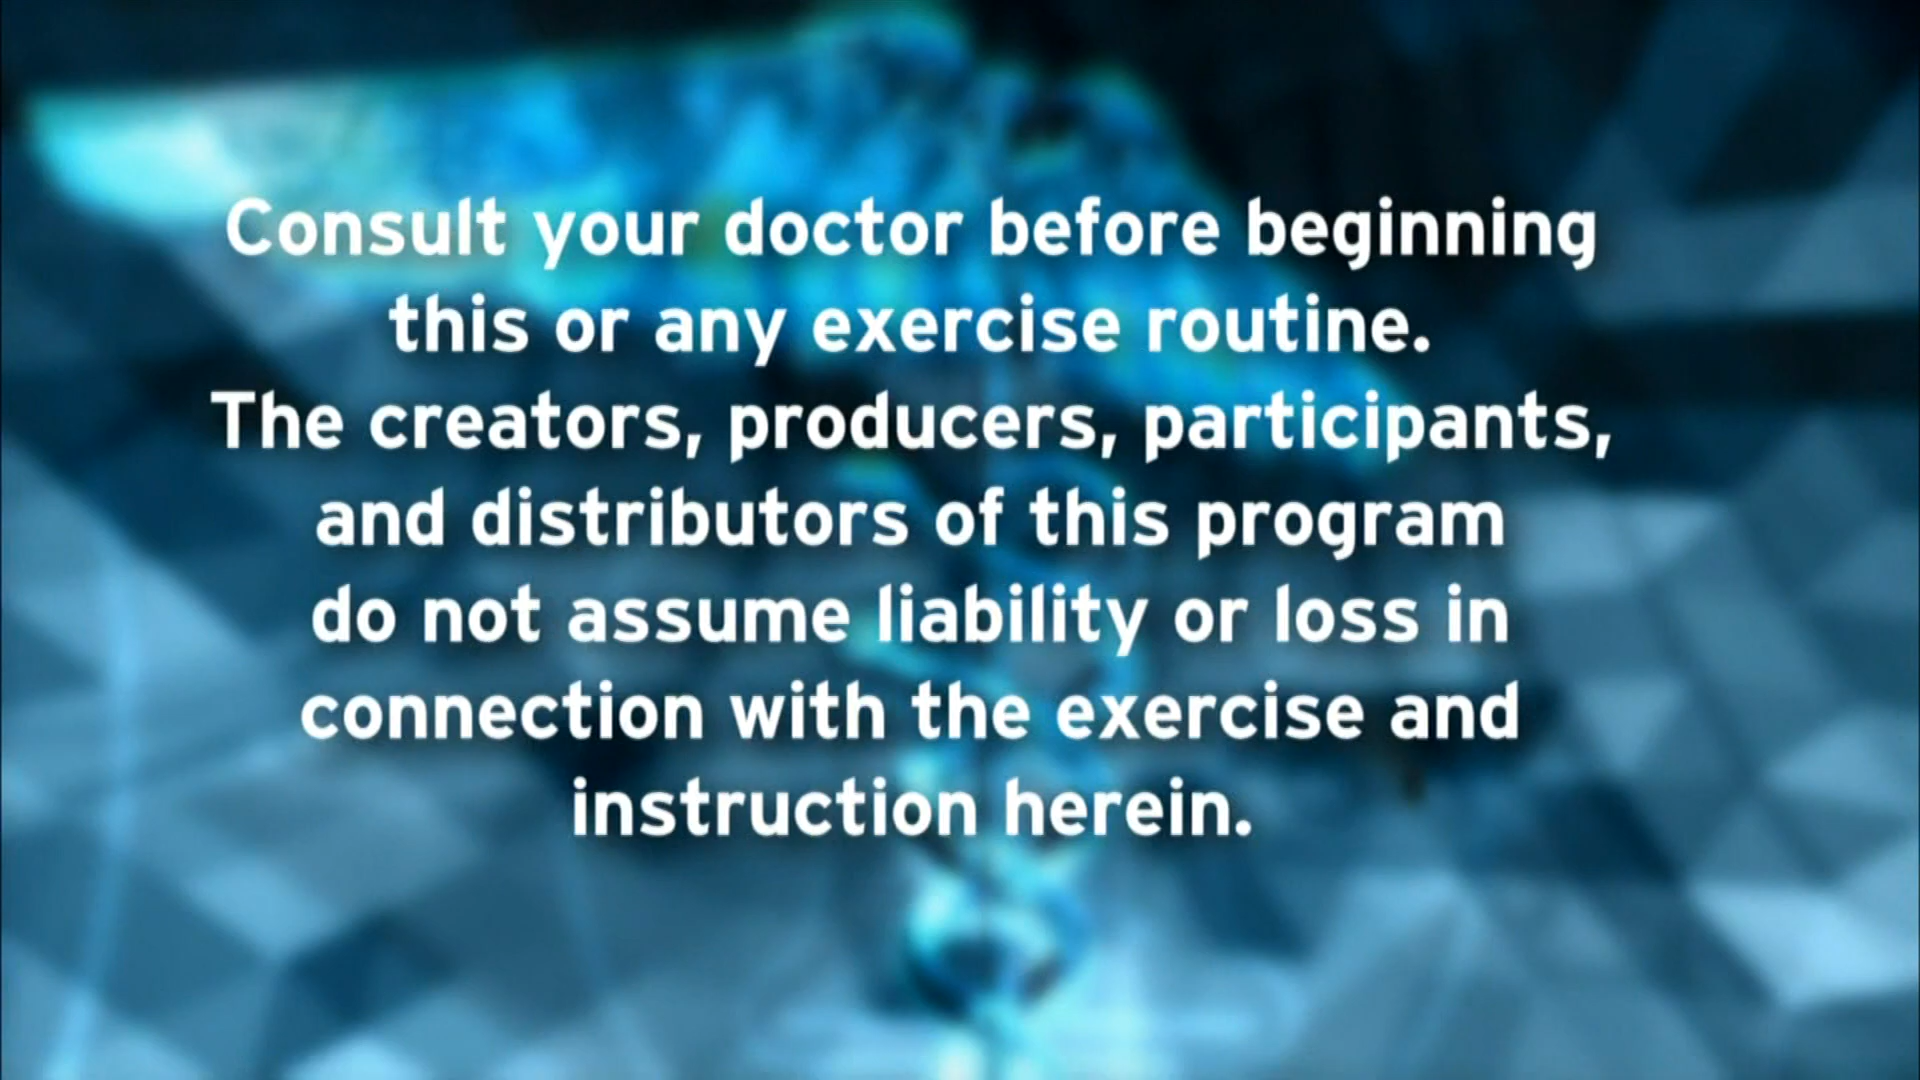 Consult your doctor before beginning
this or any exercise routine.
The creators, producers, participants,
and distributors of this program
do not assume liability or loss in
connection with the exercise and
instruction herein.